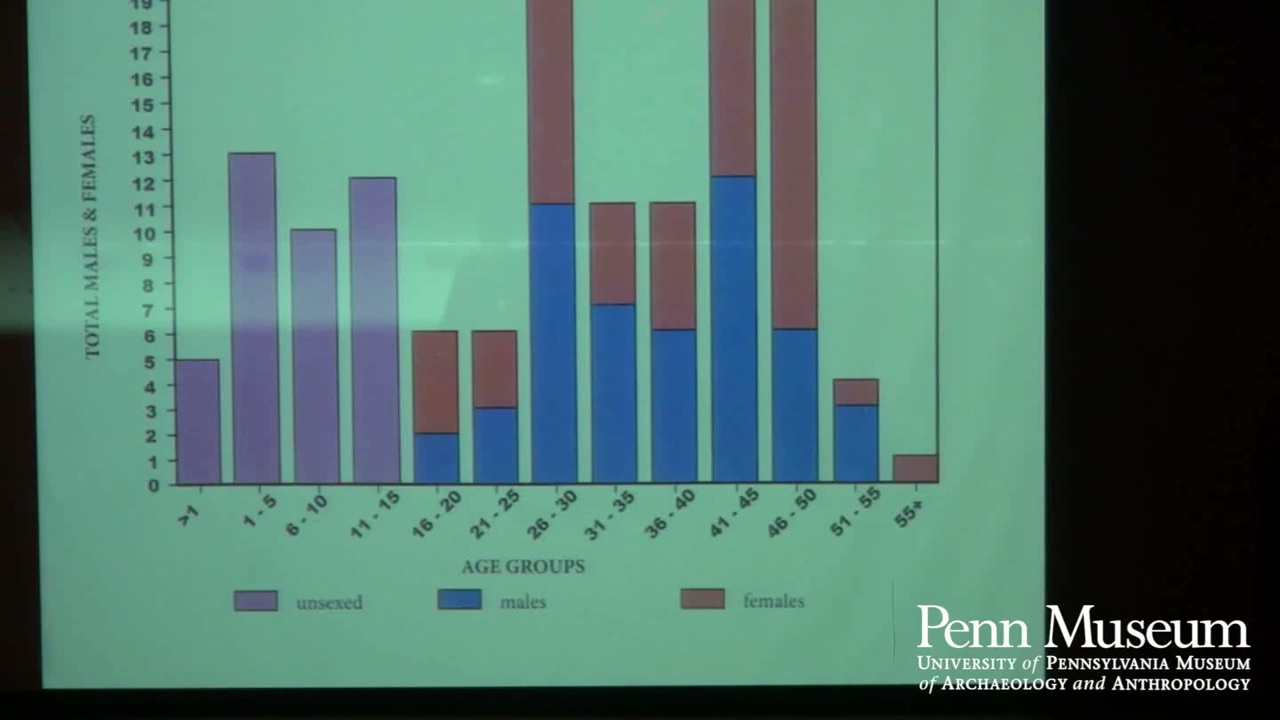 19
18
17
16
15
14
13
12
11
10
9
8
7
6
5
4
3
2
1
0
TOTAL MALES & FEMALES
>1
1 - 5
6 - 10
11 - 15
16 - 20
21 - 25
26 - 30
31 - 35
36 - 40
41 - 45
46 - 50
51 - 55
55+
AGE GROUPS
unsexed males females
Penn Museum
UNIVERSITY of PENNSYLVANIA MUSEUM
of ARCHAEOLOGY and ANTHROPOLOGY